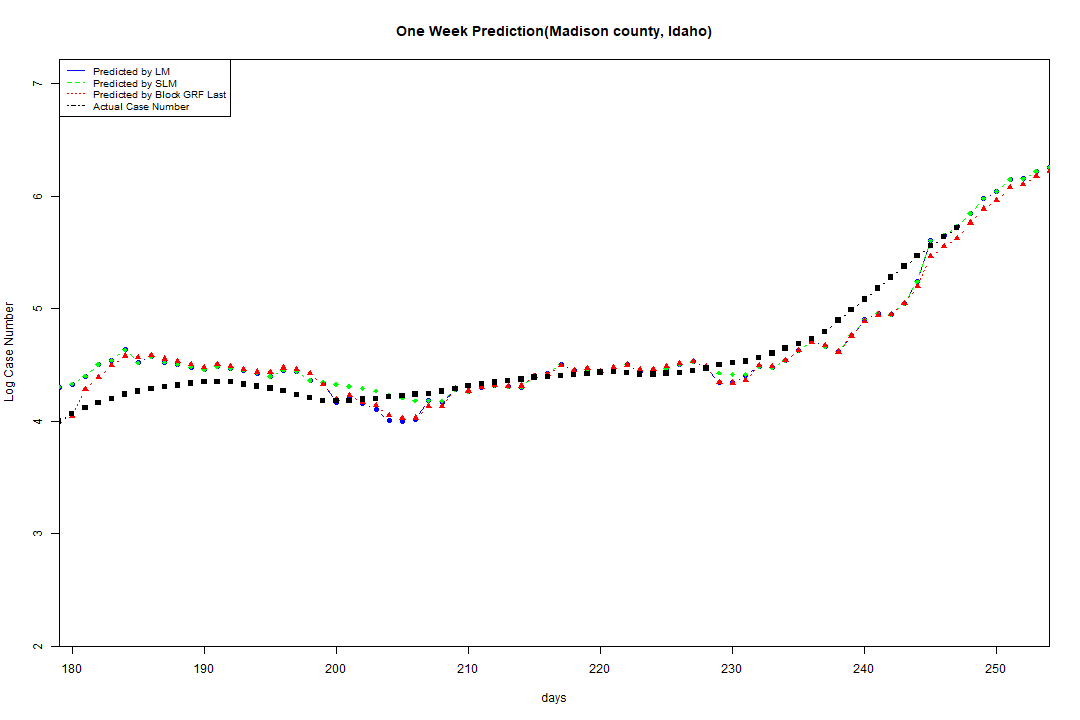 One Week Prediction(Madison county, Idaho)
Predicted by LM
Predicted by SLM
Predicted by Block GRF Last
Actual Case Number
7
6
5
4
3
2
Log Case Number
180 190 200 210 220 230 240 250
days